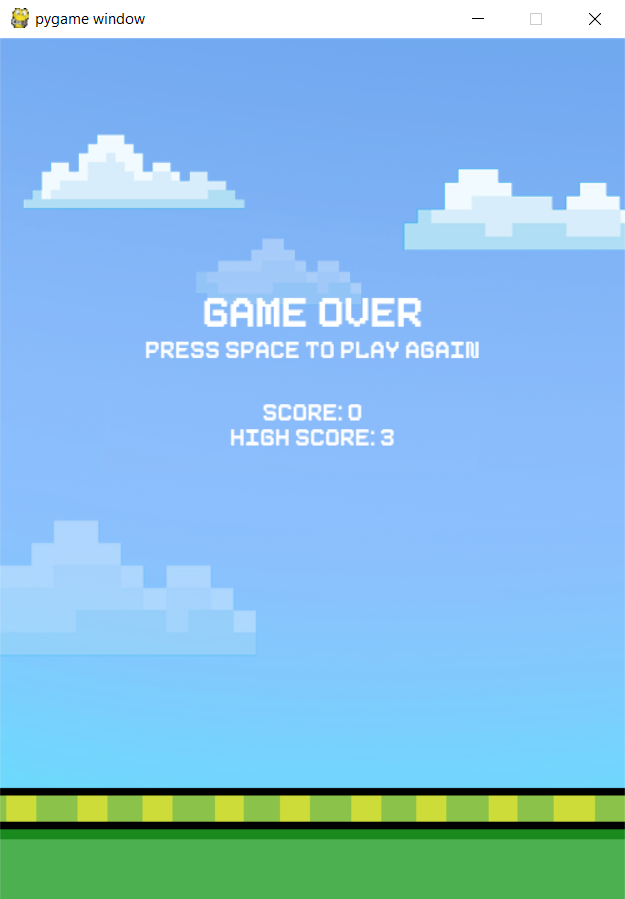 pygame window
GAME OVER
PRESS SPACE TO PLAY AGAIN
SCORE: 0
HIGH SCORE: 3